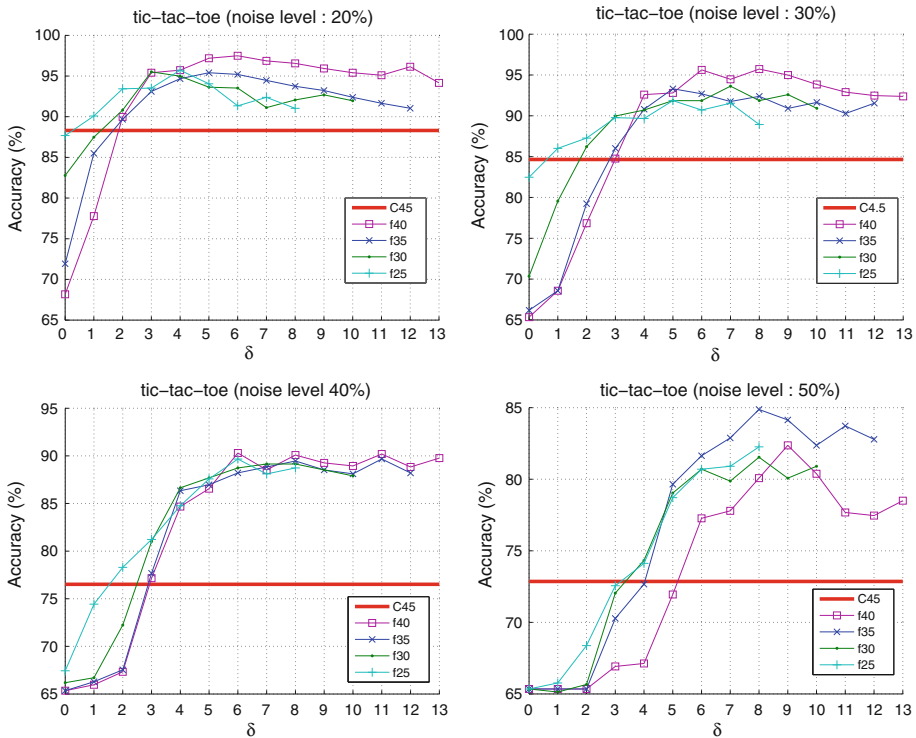 tic-tac-toe (noise level : 20%)
100
95
90
85
80
75
70
65
Accuracy (%)
0 1 2 3 4 5 6 7 8 9 10 11 12 13
δ
C45
f40
f35
f30
f25
tic-tac-toe (noise level : 30%)
100
95
90
85
80
75
70
65
Accuracy (%)
0 1 2 3 4 5 6 7 8 9 10 11 12 13
δ
C4.5
f40
f35
f30
f25
tic-tac-toe (noise level 40%)
95
90
85
80
75
70
65
Accuracy (%)
0 1 2 3 4 5 6 7 8 9 10 11 12 13
δ
C45
f40
f35
f30
f25
tic-tac-toe (noise level : 50%)
85
80
75
70
65
Accuracy (%)
0 1 2 3 4 5 6 7 8 9 10 11 12 13
δ
C45
f40
f35
f30
f25